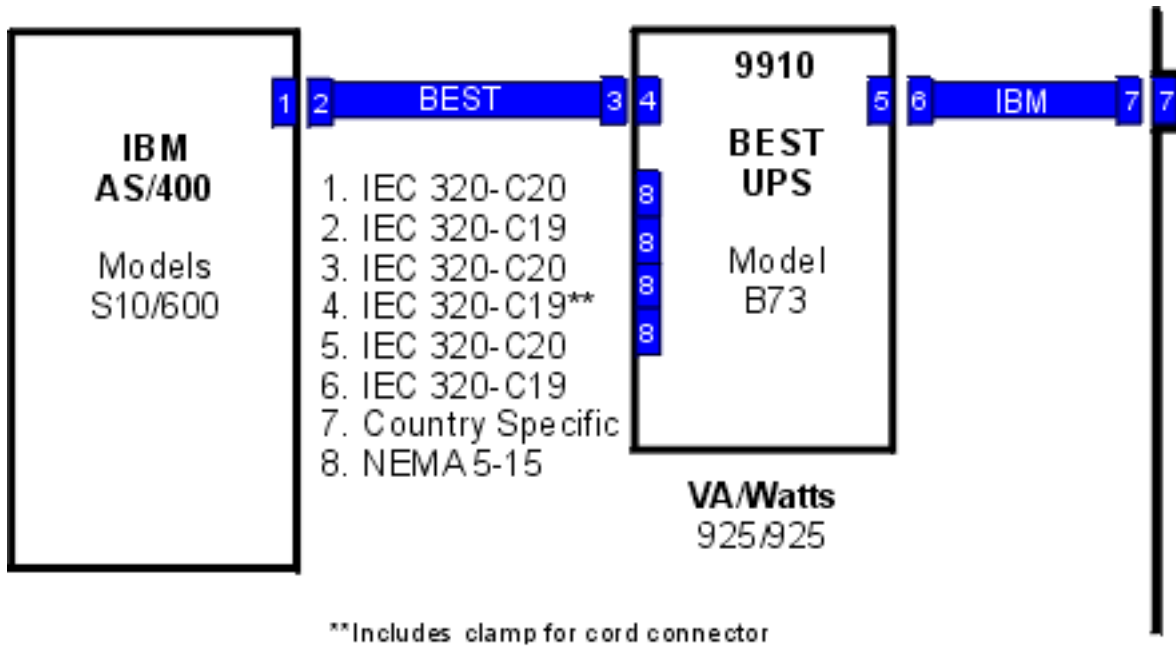 IBM
AS/400
Models
S10/600
1
2
BEST
3
4
9910
BEST
UPS
Model
B73
5
6
IBM
7
7
8
8
8
8
1. IEC 320-C20
2. IEC 320-C19
3. IEC 320-C20
4. IEC 320-C19**
5. IEC 320-C20
6. IEC 320-C19
7. Country Specific
8. NEMA 5-15
VA/Watts
925/925
**Includes clamp for cord connector